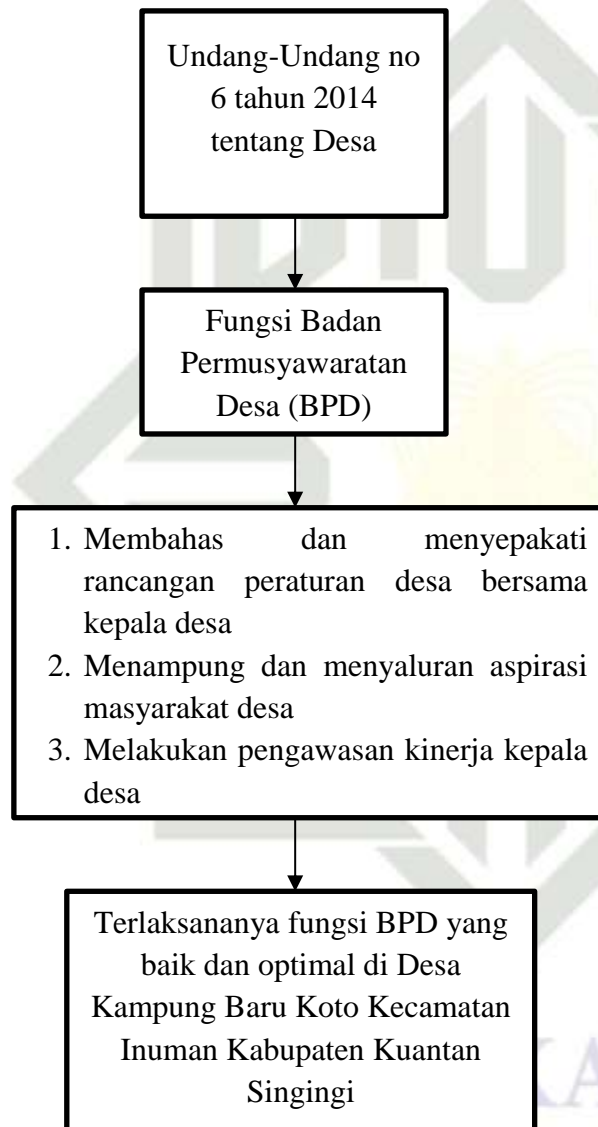 Undang-Undang no
6 tahun 2014
tentang Desa
Fungsi Badan
Permusyawaratan
Desa (BPD)
1. Membahas dan menyepakati
rancangan peraturan desa bersama
kepala desa
2. Menampung dan menyaluran aspirasi
masyarakat desa
3. Melakukan pengawasan kinerja kepala
desa
Terlaksananya fungsi BPD yang
baik dan optimal di Desa
Kampung Baru Koto Kecamatan
Inuman Kabupaten Kuantan
Singingi